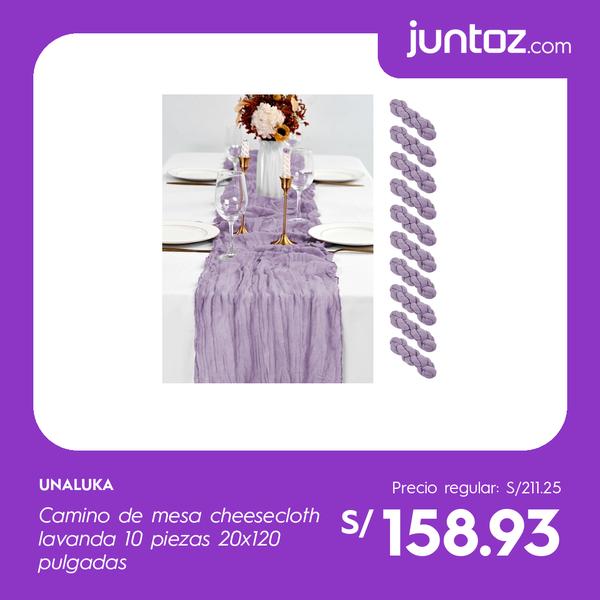 juntoz.com
UNALUKA
Camino de mesa cheesecloth
lavanda 10 piezas 20x120
pulgadas
Precio regular: S/211.25
S/158.93